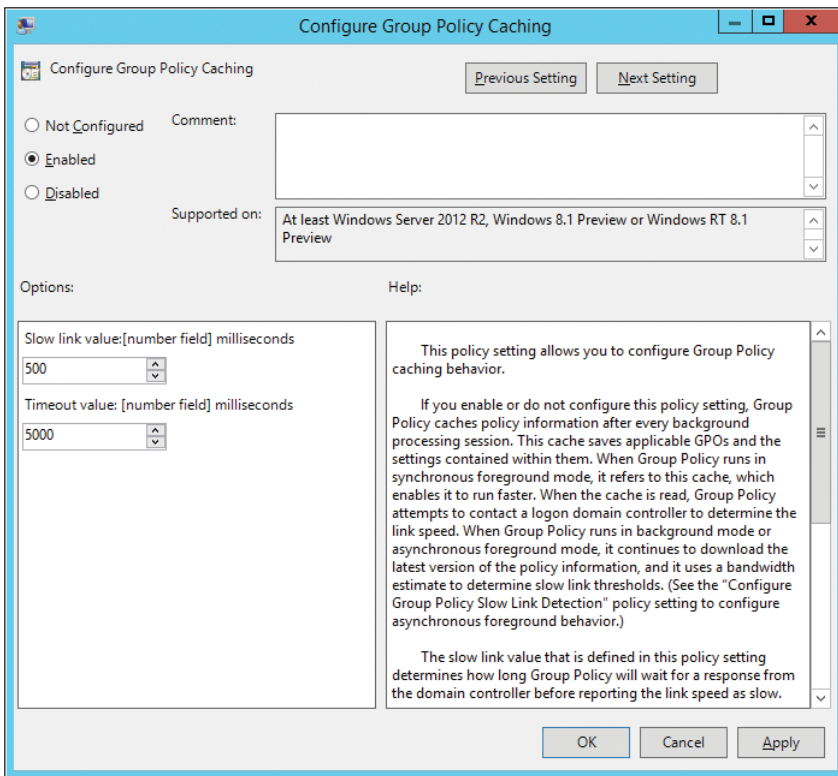 Configure Group Policy Caching
Configure Group Policy Caching
Previous Setting
Next Setting
Not Configured
Comment:
Enabled
Disabled
Supported on:
At least Windows Server 2012 R2, Windows 8.1 Preview or Windows RT 8.1
Preview
Options:
Help:
Slow link value:[number field] milliseconds
500
Timeout value: [number field] milliseconds
5000
This policy setting allows you to configure Group Policy
caching behavior.
If you enable or do not configure this policy setting, Group
Policy caches policy information after every background
processing session. This cache saves applicable GPOs and the
settings contained within them. When Group Policy runs in
synchronous foreground mode, it refers to this cache, which
enables it to run faster. When the cache is read, Group Policy
attempts to contact a logon domain controller to determine the
link speed. When Group Policy runs in background mode or
asynchronous foreground mode, it continues to download the
latest version of the policy information, and it uses a bandwidth
estimate to determine slow link thresholds. (See the "Configure
Group Policy Slow Link Detection" policy setting to configure
asynchronous foreground behavior.)
The slow link value that is defined in this policy setting
determines how long Group Policy will wait for a response from
the domain controller before reporting the link speed as slow.
OK
Cancel
Apply